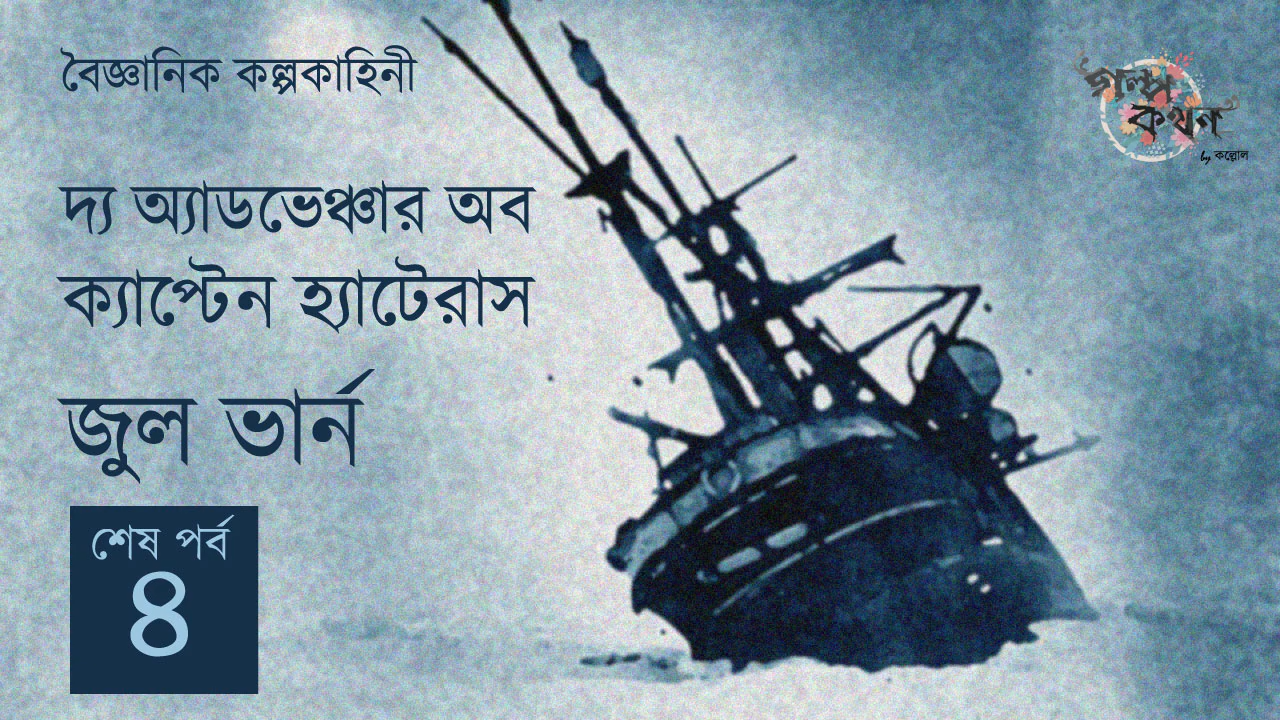 বৈজ্ঞানিক কল্পকাহিনী
দ্য অ্যাডভেঞ্চার অব
ক্যাপ্টেন হ্যাটেরাস
জুল ভার্ন
শেষ পর্ব
৪
গল্প
কথন
by কল্লোল